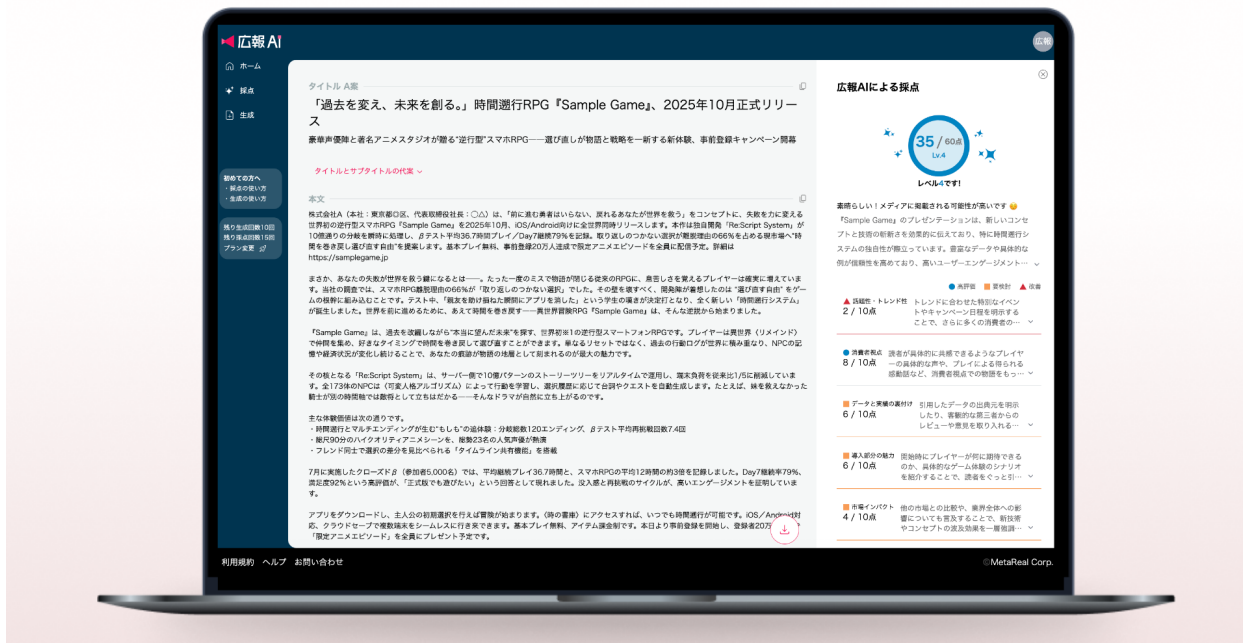 広報AI
広報
ホーム
採点
生成
初めての方へ
・採点の使い方
・生成の使い方
残り生成回数10回
残り採点回数15回
プラン変更
タイトル A案
「過去を変え、未来を創る。」時間遡行RPG『Sample Game』、2025年10月正式リリー
ス
豪華声優陣と著名アニメスタジオが贈る“逆行型”スマホRPG――選び直しが物語と戦略を一新する新体験、事前登録キャンペーン開幕
タイトルとサブタイトルの代案
本文
株式会社A（本社：東京都口区、代表取締役社長：○△）は、「前に進む勇者はいらない、戻れるあなたが世界を救う」をコンセプトに、失敗を力に変える
世界初の逆行型スマホRPG『Sample Game』を2025年10月、iOS/Android向けに全世界同時リリースします。本作は独自開発「Re:Script System」が
10億通りの分岐を瞬時に処理し、βテスト平均36.7時間プレイ／Day7継続79%を記録。取り返しのつかない選択が離脱理由の66%を占める現市場へ“時
間を巻き戻し選び直す自由”を提案します。基本プレイ無料、事前登録20万人達成で限定アニメエピソードを全員に配信予定。詳細は
https://samplegame.jp
まさか、あなたの失敗が世界を救う鍵になるとは――。たった一度のミスで物語が閉じる従来のRPGに、息苦しさを覚えるプレイヤーは確実に増えていま
す。当社の調査では、スマホRPG離脱理由の66%が「取り返しのつかない選択」でした。その壁を壊すべく、開発陣が着想したのは “選び直す自由” をゲー
ムの根幹に組み込むことです。テスト中、「親友を助け損ねた瞬間にアプリを消した」という学生の嘆きが決定打となり、全く新しい「時間遡行システム」
が誕生しました。世界を前に進めるために、あえて時間を巻き戻す――異世界冒険RPG『Sample Game』は、そんな逆説から始まりました。
『Sample Game』は、過去を改編しながら“本当に望んだ未来”を探す、世界初※1の逆行型スマートフォンRPGです。プレイヤーは異世界（リメインド）
で仲間を集め、好きなタイミングで時間を巻き戻して選び直すことができます。単なるリセットではなく、過去の行動ログが世界に積み重なり、NPCの記
憶や経済状況が変化し続けることで、あなたの痕跡が物語の地層として刻まれるのが最大の魅力です。
その核となる「Re:Script System」は、サーバー側で10億パターンのストーリーツリーをリアルタイムで運用し、端末負荷を従来比1/5に削減していま
す。全173体のNPCは〈可変人格アルゴリズム〉によって行動を学習し、選択履歴に応じて台詞やクエストを自動生成します。たとえば、妹を救えなかった
騎士が別の時間軸では敵将として立ちはだかる――そんなドラマが自然に立ち上がるのです。
主な体験価値は次の通りです。
・時間遡行とマルチエンディングが生む“もしも”の追体験：分岐総数120エンディング、βテスト平均再挑戦回数7.4回
・総尺90分のハイクオリティアニメシーンを、総勢23名の人気声優が熱演
・フレンド同士で選択の差分を見比べられる『タイムライン共有機能』を搭載
7月に実施したクローズドβ（参加者5,000名）では、平均継続プレイ36.7時間と、スマホRPGの平均12時間の約3倍を記録しました。Day7継続率79%、
満足度92%という高評価が、「正式版でも遊びたい」という回答として現れました。没入感と再挑戦のサイクルが、高いエンゲージメントを証明していま
す。
アプリをダウンロードし、主人公の初期選択を行えば冒険が始まります。〈時の書庫〉にアクセスすれば、いつでも時間遡行が可能です。iOS／Android対
応、クラウドセーブで複数端末をシームレスに行き来できます。基本プレイ無料、アイテム課金制です。本日より事前登録を開始し、登録者20万
「限定アニメエピソード」を全員にプレゼント予定です。
広報AIによる採点
35 / 60点
Lv.4
レベル4です!
素晴らしい！メディアに掲載される可能性が高いです
『Sample Game』のプレゼンテーションは、新しいコンセ
プトと技術の斬新さを効果的に伝えており、特に時間遡行シ
ステムの独自性が際立っています。豊富なデータや具体的な
例が信頼性を高めており、高いユーザーエンゲージメント…
高評価 要検討 改善
話題性・トレンド性
2 / 10点
トレンドに合わせた特別なイベン
トやキャンペーン日程を明示する
ことで、さらに多くの消費者の…
消費者視点
8 / 10点
読者が具体的に共感できるようなプレイヤ
ーの具体的な声や、プレイによる得られる
感動話など、消費者視点での物語をもっ…
データと実績の裏付け
6 / 10点
引用したデータの出典元を明示
したり、客観的な第三者からの
レビューや意見を取り入れる…
導入部分の魅力
6 / 10点
開始時にプレイヤーが何に期待できる
のか、具体的なゲーム体験のシナリオ
を紹介することで、読者をぐっと引…
市場インパクト
4 / 10点
他の市場との比較や、業界全体への影
響についても言及することで、新技術
やコンセプトの波及効果を一層強調…
利用規約 ヘルプ お問い合わせ
©MetaReal Corp.